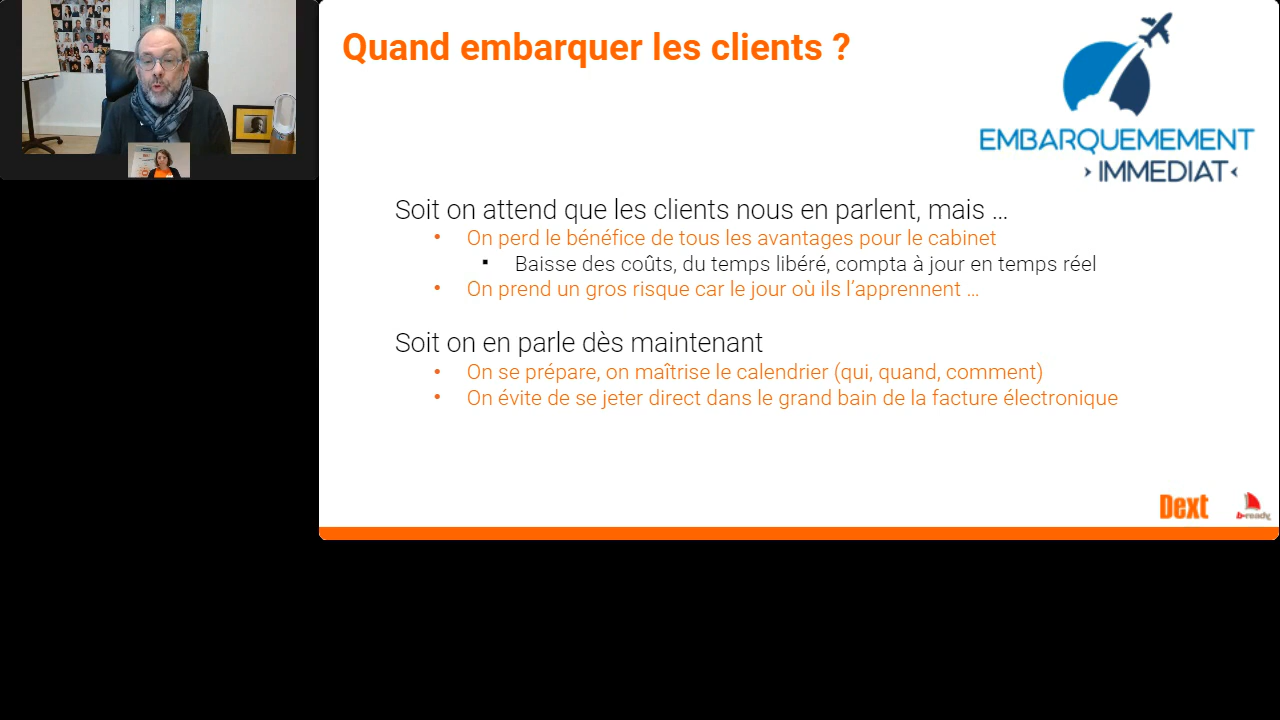 Quand embarquer les clients ?
EMBARQUEMEMENT
IMMEDIAT
Soit on attend que les clients nous en parlent, mais ...
• On perd le bénéfice de tous les avantages pour le cabinet
▪ Baisse des coûts, du temps libéré, compta à jour en temps réel
• On prend un gros risque car le jour où ils l’apprennent ...
Soit on en parle dès maintenant
• On se prépare, on maîtrise le calendrier (qui, quand, comment)
• On évite de se jeter direct dans le grand bain de la facture électronique
Dext
b-ready